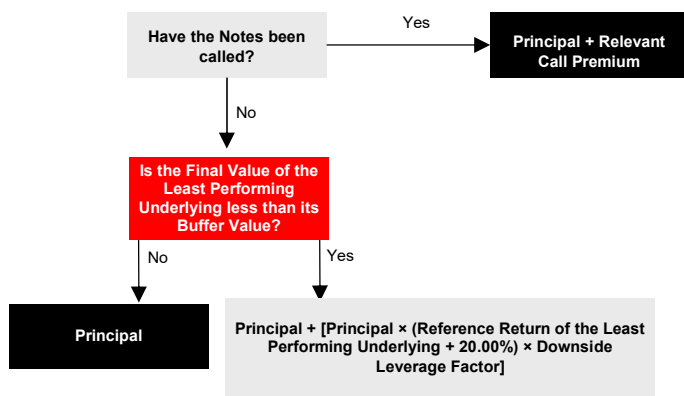 Have the Notes been
called?
Yes
Principal + Relevant
Call Premium
No
Is the Final Value of the
Least Performing
Underlying less than its
Buffer Value?
No
Yes
Principal
Principal + [Principal × (Reference Return of the Least
Performing Underlying + 20.00%) × Downside
Leverage Factor]